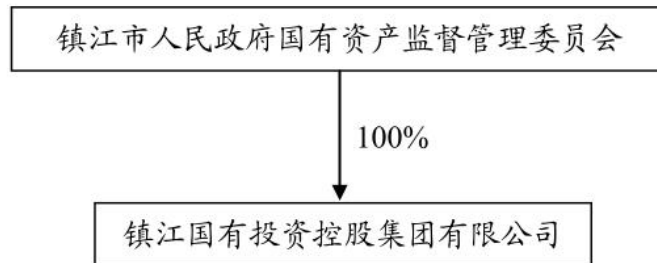 镇江市人民政府国有资产监督管理委员会
100%
镇江国有投资控股集团有限公司